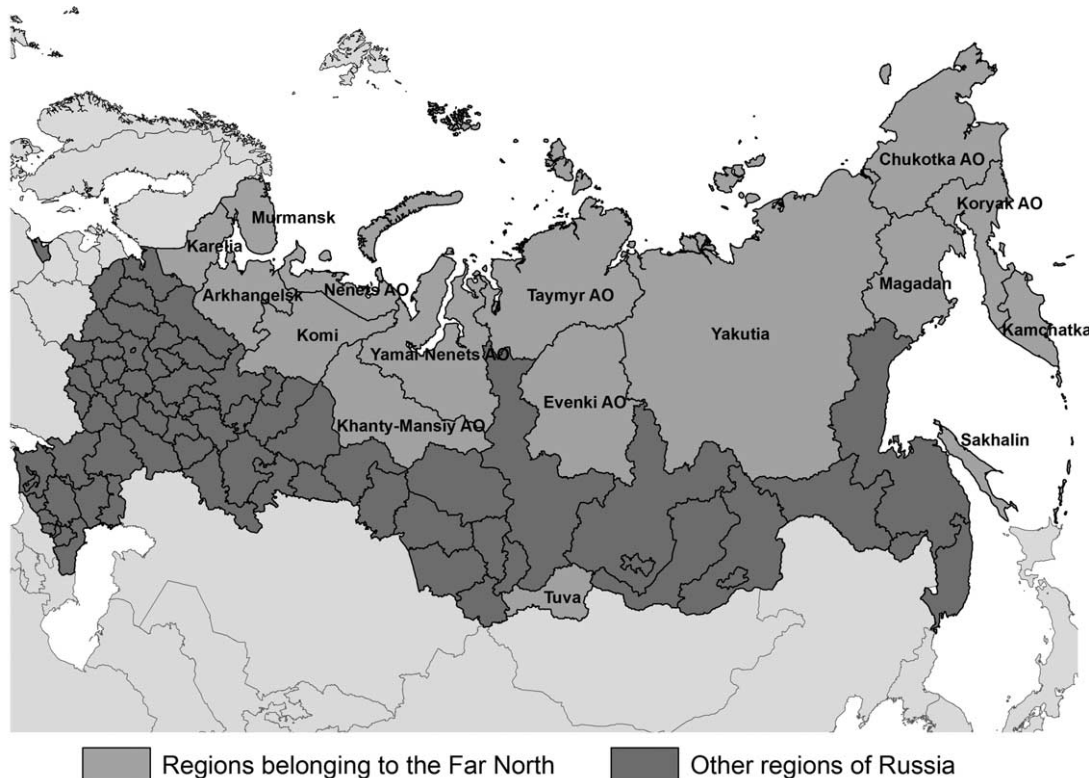 Chukotka AO
Koryak AO
Murmansk
Karelia
Magadan
Nenets AO
Arkhangelsk
Taymyr AO
Kamchatka
Komi
Yakutia
Yamal-Nenets AO
Evenki AO
Khanty-Mansiy AO
Sakhalin
Tuva
Regions belonging to the Far North
Other regions of Russia